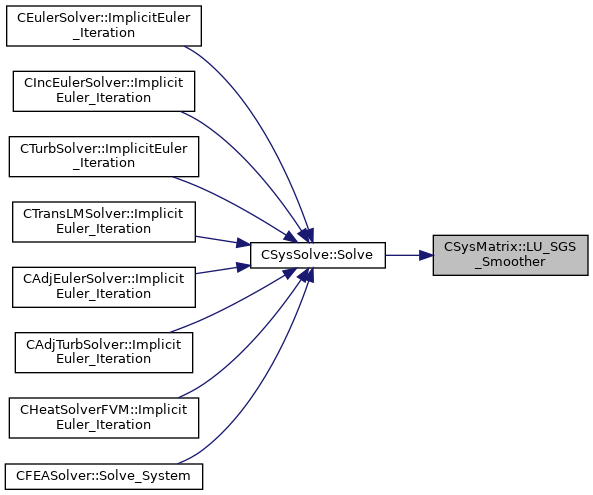 CEulerSolver::ImplicitEuler
_Iteration
CIncEulerSolver::Implicit
Euler_Iteration
CTurbSolver::ImplicitEuler
_Iteration
CTransLMSolver::Implicit
Euler_Iteration
CAdjEulerSolver::Implicit
Euler_Iteration
CAdjTurbSolver::Implicit
Euler_Iteration
CHeatSolverFVM::Implicit
Euler_Iteration
CFEASolver::Solve_System
CSysSolve::Solve
CSysMatrix::LU_SGS
_Smoother